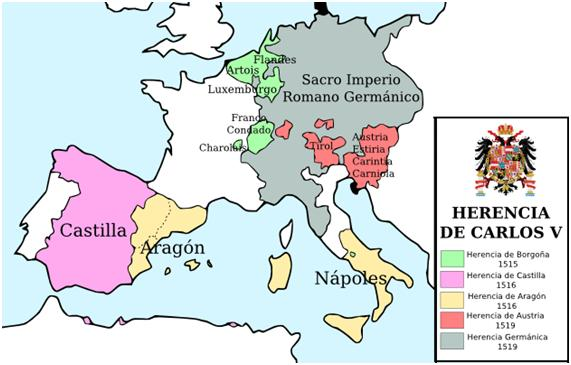 Flandes
Artois
Luxemburgo
Sacro Imperio
Romano Germánico
Franco
Condado
Charolais
Tirol
Austria
Estiria
Carintia
Carniola
Castilla
Aragón
Nápoles
HERENCIA
DE CARLOS V
Herencia de Borgoña
1515
Herencia de Castilla
1516
Herencia de Aragón
1516
Herencia de Austria
1519
Herencia Germánica
1519